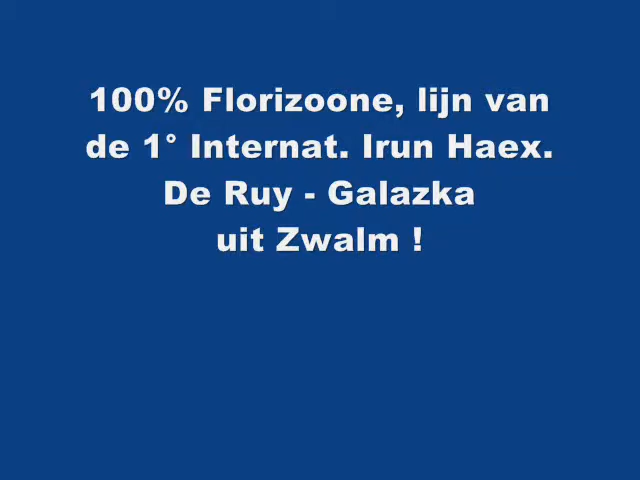 100% Florizoone, lijn van
de 1° Internat. Irun Haex.
De Ruy - Galazka
uit Zwalm !